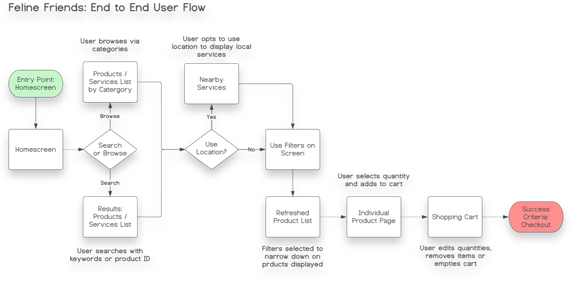 Feline Friends: End to End User Flow
User browses via
categories
User opts to use
location to display local
services
Entry Point:
Homescreen
Products /
Services List
by Catergory
Nearby
Services
Browse
Yes
Homescreen
Search
or Browse
Use
Location?
No
Use Filters on
Screen
Search
User selects quantity
and adds to cart
Results:
Products /
Services List
Refreshed
Product List
Individual
Product Page
Shopping Cart
Success
Criteria:
Checkout
User searches with
keywords or product ID
Filters selected to
narrow down on
prducts displayed
User edits quantities,
removes items or
empties cart